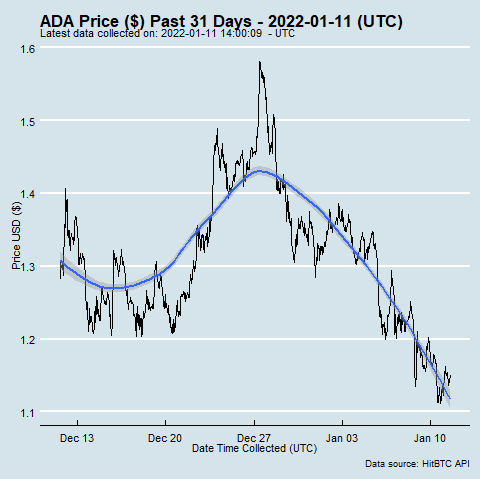 ADA Price ($) Past 31 Days - 2022-01-11 (UTC)
Latest data collected on: 2022-01-11 14:00:09  - UTC
1.6
1.5
1.4
1.3
1.2
1.1
Price USD ($)
Dec 13 Dec 20 Dec 27 Jan 03 Jan 10
Date Time Collected (UTC)
Data source: HitBTC API